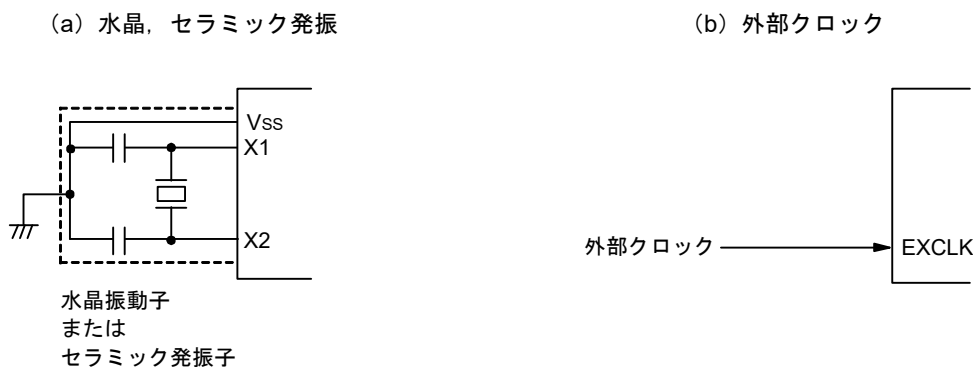 (a) 水晶，セラミック発振
(b) 外部クロック
VSS
X1
X2
水晶振動子
または
セラミック発振子
外部クロック
EXCLK